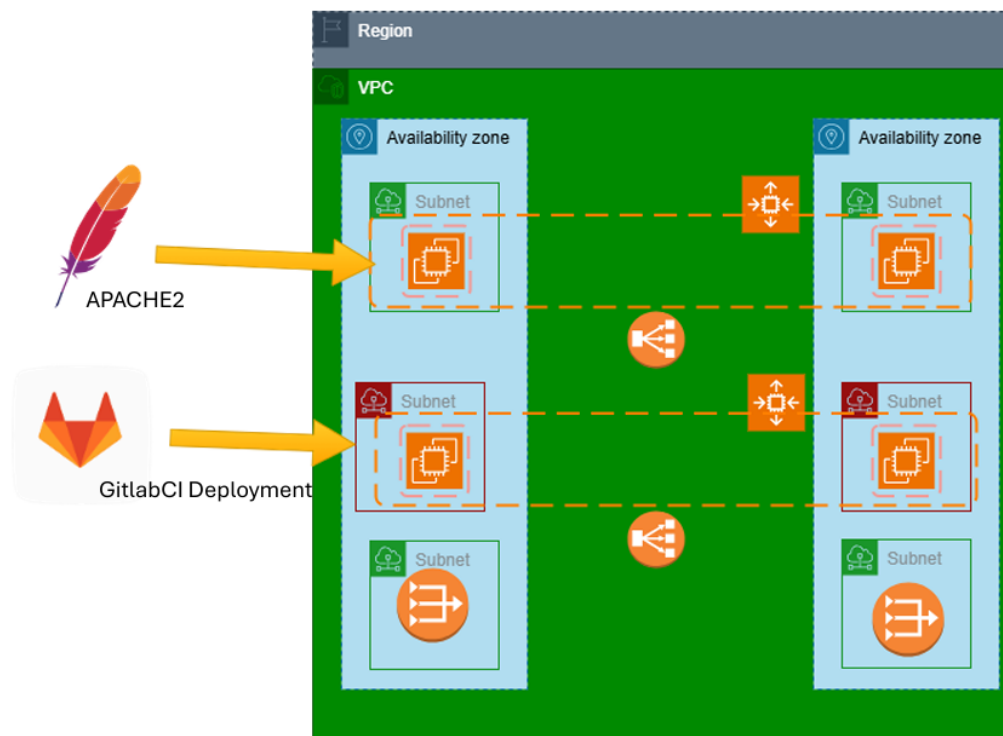 Region
VPC
Availability zone
Availability zone
Subnet
Subnet
APACHE2
Subnet
Subnet
GitlabCI Deployment
Subnet
Subnet